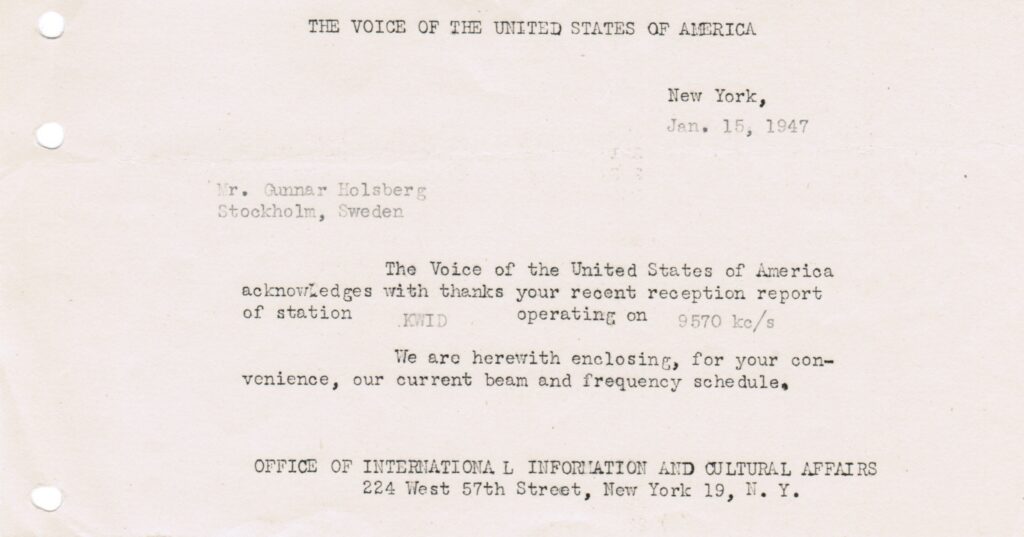 THE VOICE OF THE UNITED STATES OF AMERICA
New York,
Jan. 15, 1947
Mr. Gunnar Holsberg
Stockholm, Sweden
The Voice of the United States of America
acknowledges with thanks your recent reception report
of station KWID operating on 9570 kc/s
We are herewith enclosing, for your con-
venience, our current beam and frequency schedule.
OFFICE OF INTERNATIONA L INFORMATION AND CULTURAL AFFAIRS
224 West 57th Street, New York 19, N. Y.